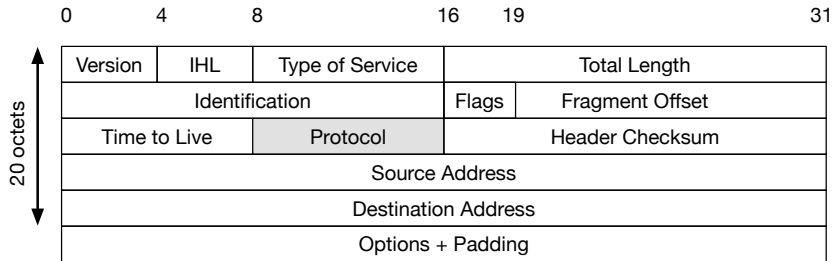 0 4 8 16 19 31
Version IHL Type of Service Total Length
Identification Flags Fragment Offset
Time to Live Protocol Header Checksum
Source Address
Destination Address
Options + Padding
20 octets